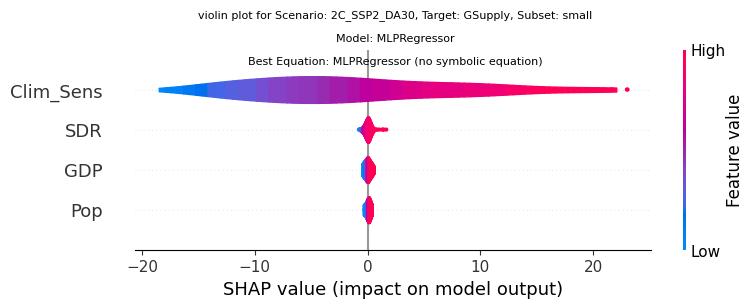 violin plot for Scenario: 2C_SSP2_DA30, Target: GSupply, Subset: small
Model: MLPRegressor
Best Equation: MLPRegressor (no symbolic equation)
High
Clim_Sens
SDR
GDP
Pop
Feature value
Low
−20 −10 0 10 20
SHAP value (impact on model output)